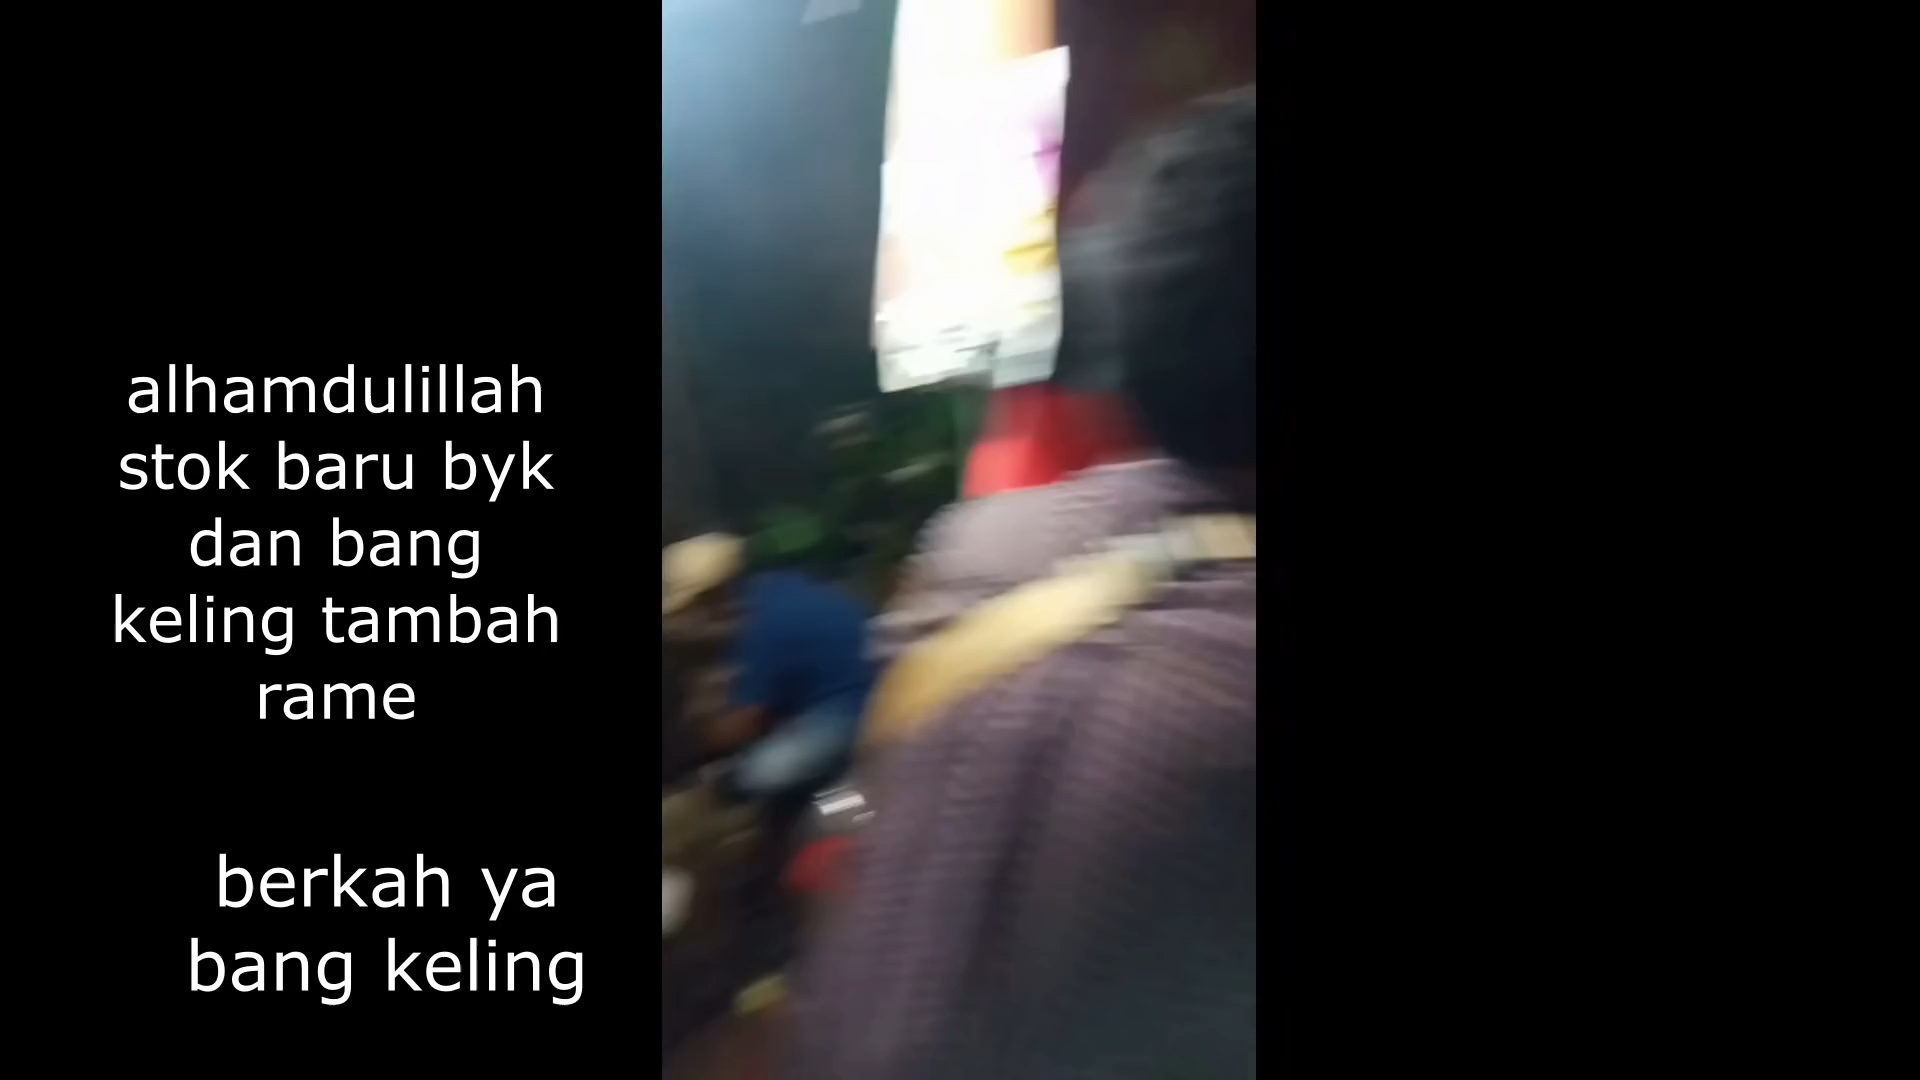 alhamdulillah
stok baru byk
dan bang
keling tambah
rame
berkah ya
bang keling